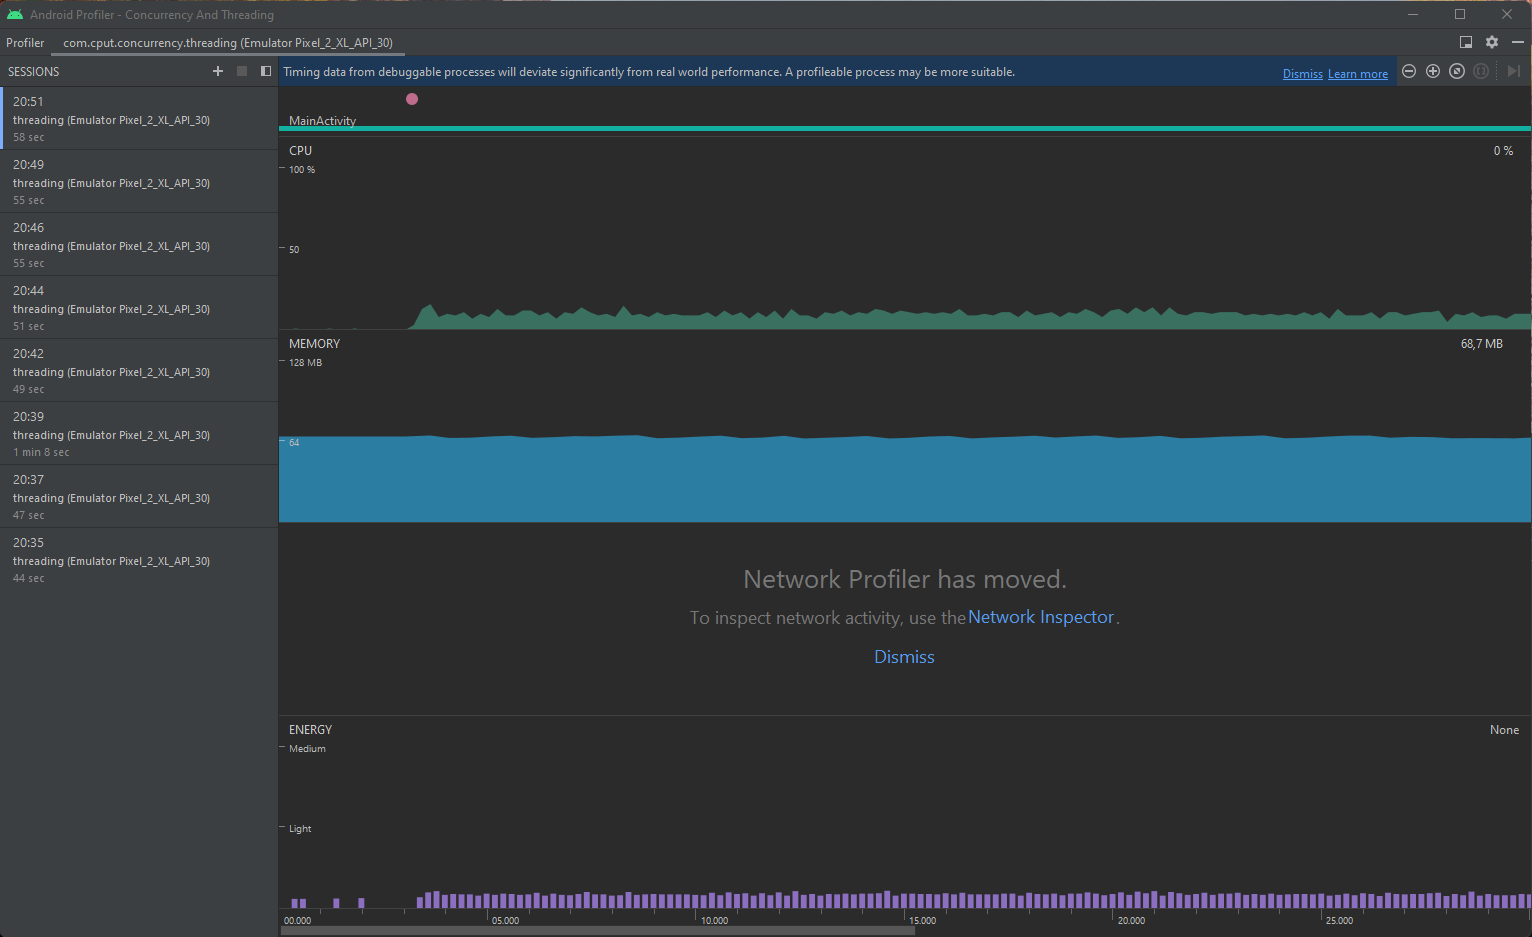 Android Profiler - Concurrency And Threading
Profiler com.cput.concurrency.threading (Emulator Pixel_2_XL_API_30)
SESSIONS
Timing data from debuggable processes will deviate significantly from real world performance. A profileable process may be more suitable. Dismiss Learn more
20:51
threading (Emulator Pixel_2_XL_API_30)
58 sec
20:49
threading (Emulator Pixel_2_XL_API_30)
55 sec
20:46
threading (Emulator Pixel_2_XL_API_30)
55 sec
20:44
threading (Emulator Pixel_2_XL_API_30)
51 sec
20:42
threading (Emulator Pixel_2_XL_API_30)
49 sec
20:39
threading (Emulator Pixel_2_XL_API_30)
1 min 8 sec
20:37
threading (Emulator Pixel_2_XL_API_30)
47 sec
20:35
threading (Emulator Pixel_2_XL_API_30)
44 sec
MainActivity
CPU 0 %
100 %
50
MEMORY 68,7 MB
128 MB
64
Network Profiler has moved.
To inspect network activity, use the Network Inspector.
Dismiss
ENERGY None
Medium
Light
00.000 05.000 10.000 15.000 20.000 25.000